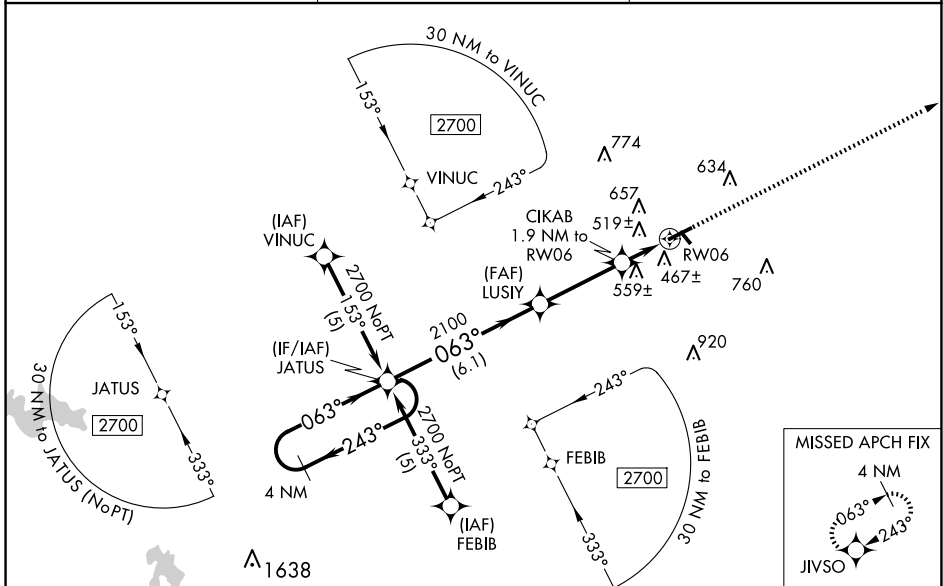 30 NM to VINUC
153°
2700
VINUC
243°
774
634
657
519±
CIKAB
1.9 NM to
RW06
RW06
467±
559±
760
(FAF)
LUSIY
(IAF)
VINUC
2700 NoPT
153°
(5)
2100
063°
(6.1)
920
(IF/IAF)
JATUS
153°
JATUS
2700
333°
30 NM to JATUS (NoPT)
063°
243°
4 NM
2700 NoPT
333°
(5)
(IAF)
FEBIB
243°
FEBIB
2700
333°
30 NM to FEBIB
1638
MISSED APCH FIX
4 NM
063°
243°
JIVSO